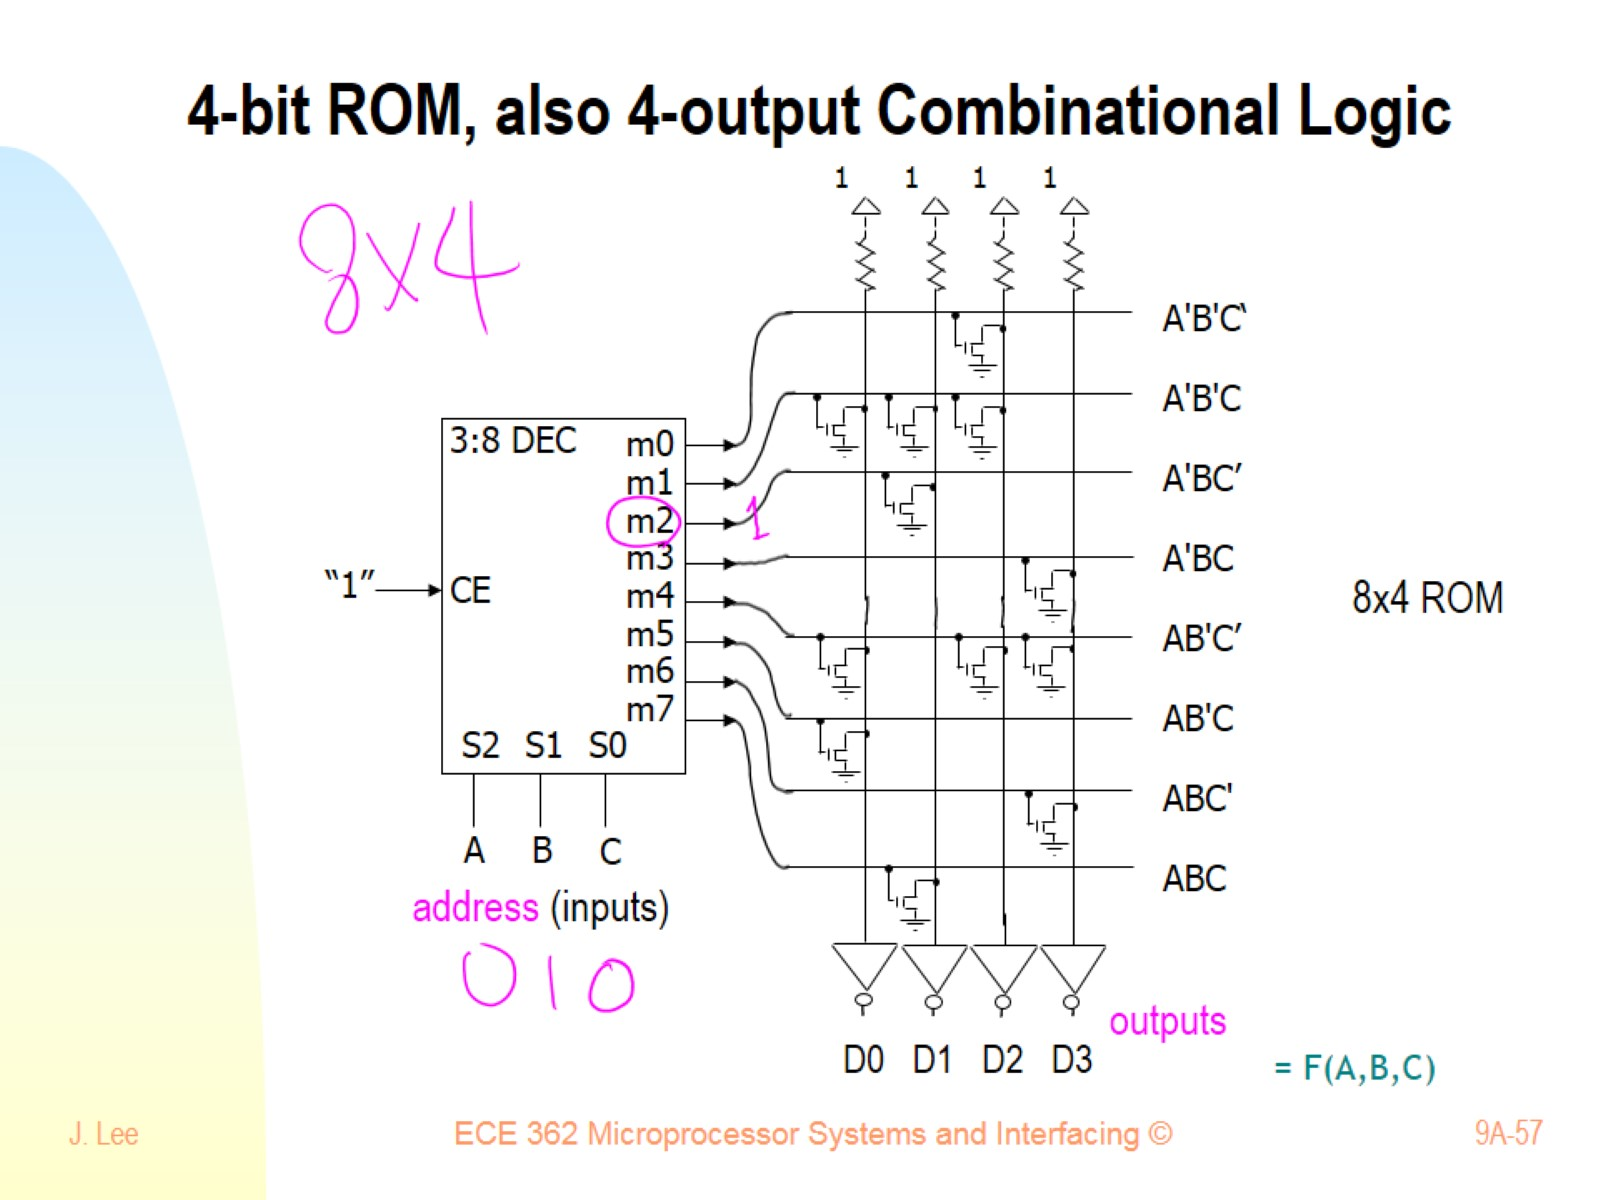 4-bit ROM, also 4-output Combinational Logic
1 1 1 1
8x4
A'B'C'
A'B'C
3:8 DEC
m0
m1
A'BC′
m2
1
m3
A'BC
“1”
CE
m4
8x4 ROM
m5
AB'C′
m6
m7
AB'C
S2 S1 S0
ABC'
A B C
ABC
address (inputs)
010
outputs
D0 D1 D2 D3
= F(A,B,C)
J. Lee
ECE 362 Microprocessor Systems and Interfacing ©
9A-57